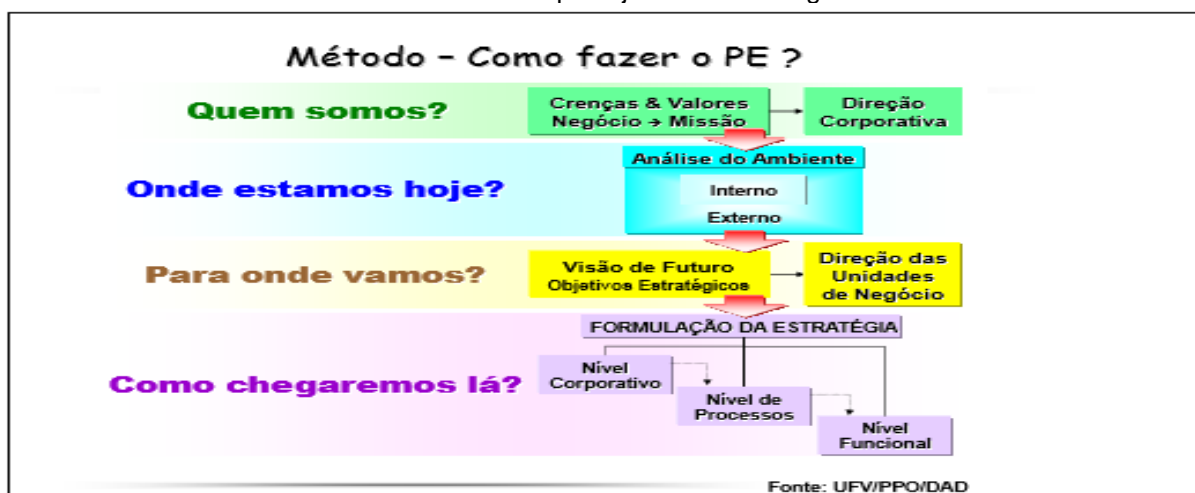 Método - Como fazer o PE ?
Quem somos?
Crenças & Valores
Negócio → Missão
Direção
Corporativa
Onde estamos hoje?
Análise do Ambiente
Interno
Externo
Para onde vamos?
Visão de Futuro
Objetivos Estratégicos
Direção das
Unidades
de Negócio
Como chegaremos lá?
FORMULAÇÃO DA ESTRATÉGIA
Nível
Corporativo
Nível de
Processos
Nível
Funcional
Fonte: UFV/PPO/DAD